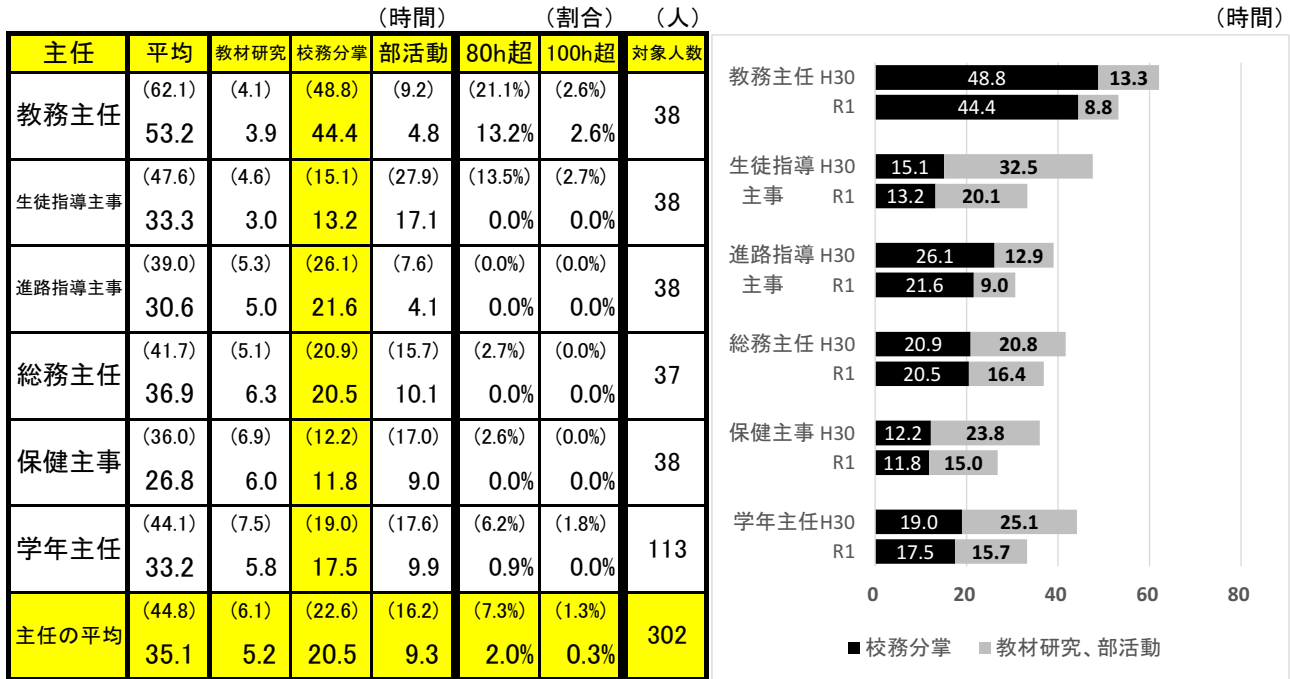 (時間) (割合) (人)
主任 平均 教材研究 校務分掌 部活動 80h超 100h超 対象人数
教務主任 (62.1) (4.1) (48.8) (9.2) (21.1%) (2.6%) 38
53.2 3.9 44.4 4.8 13.2% 2.6%
生徒指導主事 (47.6) (4.6) (15.1) (27.9) (13.5%) (2.7%) 38
33.3 3.0 13.2 17.1 0.0% 0.0%
進路指導主事 (39.0) (5.3) (26.1) (7.6) (0.0%) (0.0%) 38
30.6 5.0 21.6 4.1 0.0% 0.0%
総務主任 (41.7) (5.1) (20.9) (15.7) (2.7%) (0.0%) 37
36.9 6.3 20.5 10.1 0.0% 0.0%
保健主事 (36.0) (6.9) (12.2) (17.0) (2.6%) (0.0%) 38
26.8 6.0 11.8 9.0 0.0% 0.0%
学年主任 (44.1) (7.5) (19.0) (17.6) (6.2%) (1.8%) 113
33.2 5.8 17.5 9.9 0.9% 0.0%
主任の平均 (44.8) (6.1) (22.6) (16.2) (7.3%) (1.3%) 302
35.1 5.2 20.5 9.3 2.0% 0.3%
(時間)
教務主任 H30 48.8 13.3
R1 44.4 8.8
生徒指導 H30 15.1 32.5
主事 R1 13.2 20.1
進路指導 H30 26.1 12.9
主事 R1 21.6 9.0
総務主任 H30 20.9 20.8
R1 20.5 16.4
保健主事 H30 12.2 23.8
R1 11.8 15.0
学年主任H30 19.0 25.1
R1 17.5 15.7
0 20 40 60 80
■校務分掌 ■教材研究、部活動